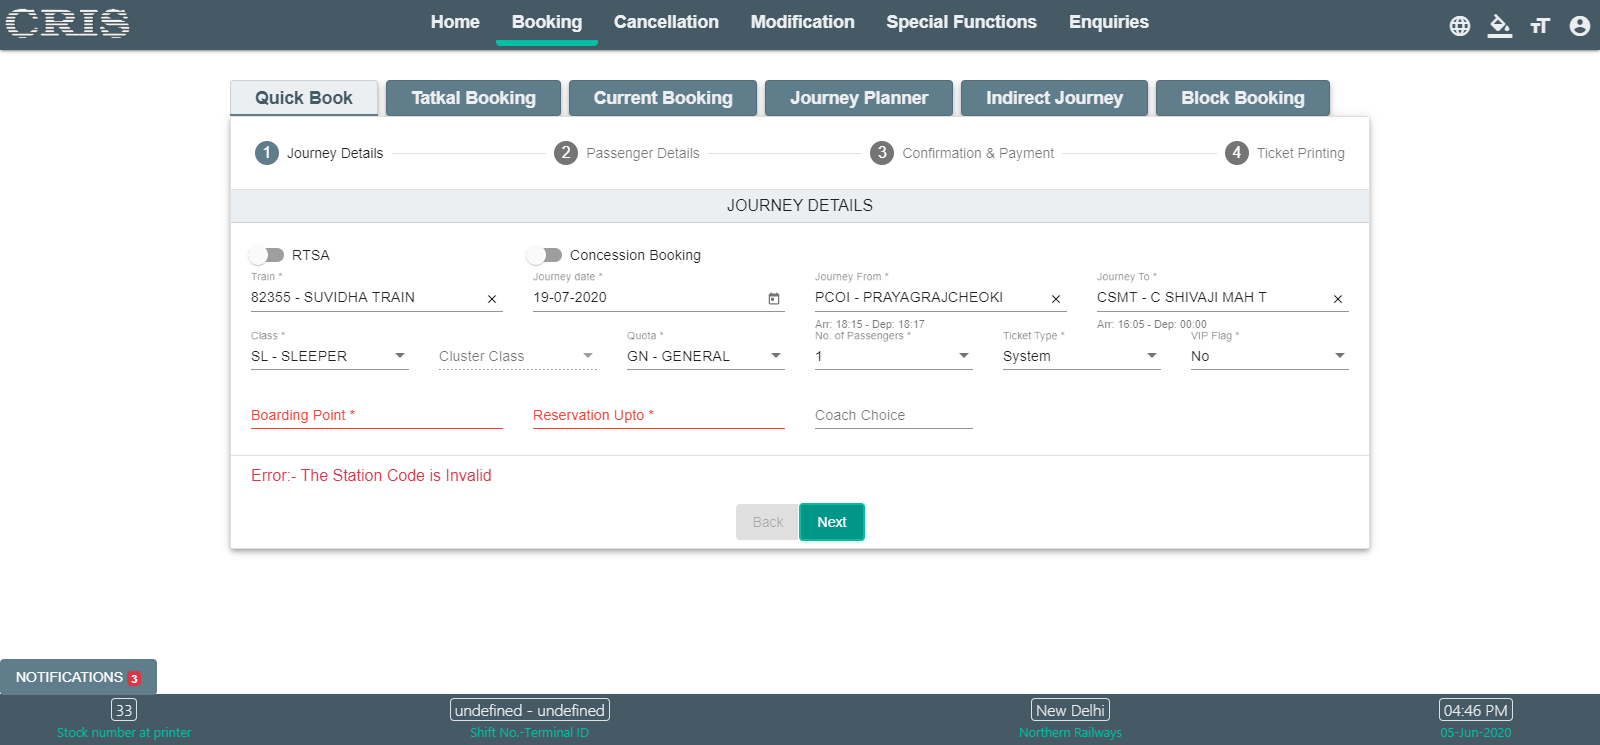 CRIS
Home Booking Cancellation Modification Special Functions Enquiries
Quick Book Tatkal Booking Current Booking Journey Planner Indirect Journey Block Booking
1 Journey Details 2 Passenger Details 3 Confirmation & Payment 4 Ticket Printing
JOURNEY DETAILS
RTSA Concession Booking
Train * Journey date * Journey From * Journey To *
82355 - SUVIDHA TRAIN 19-07-2020 PCOI - PRAYAGRAJCHEOKI CSMT - C SHIVAJI MAH T
Arr: 18:15 - Dep: 18:17 Arr: 16:05 - Dep: 00:00
Class * Quota * No. of Passengers * Ticket Type * VIP Flag *
SL - SLEEPER Cluster Class GN - GENERAL 1 System No
Boarding Point * Reservation Upto * Coach Choice
Error:- The Station Code is Invalid
Back Next
NOTIFICATIONS 3
33 undefined - undefined New Delhi 04:46 PM
Stock number at printer Shift No.-Terminal ID Northern Railways 05-Jun-2020